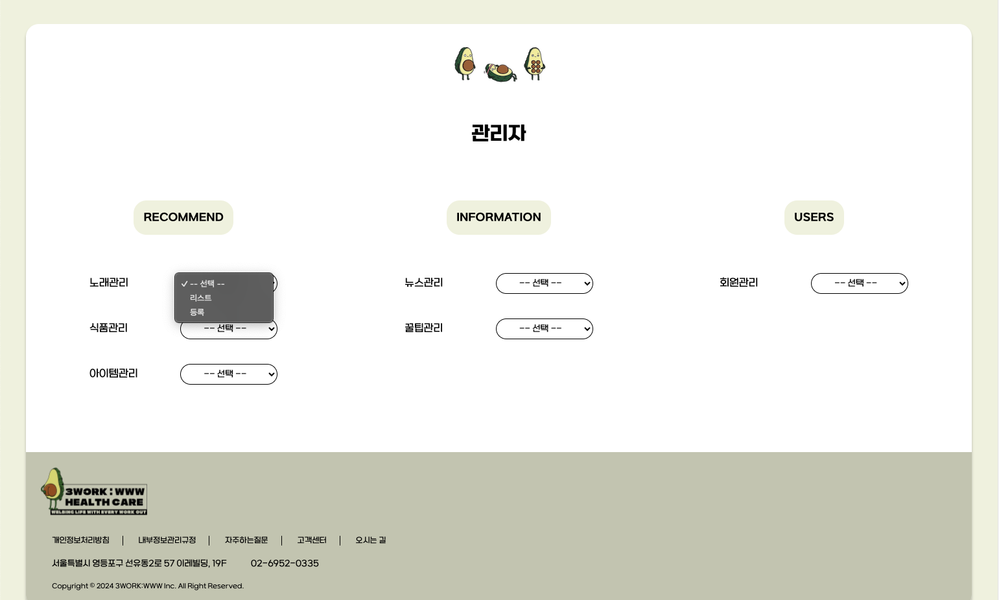 관리자
RECOMMEND
INFORMATION
USERS
노래관리
✓ -- 선택 --
리스트
등록
뉴스관리
-- 선택 --
회원관리
-- 선택 --
식품관리
-- 선택 --
꿀팁관리
-- 선택 --
아이템관리
-- 선택 --
3WORK : WWW
HEALTH CARE
WELBING LIFE WITH EVERY WORK OUT
개인정보처리방침 | 내부정보관리규정 | 자주하는질문 | 고객센터 | 오시는 길
서울특별시 영등포구 선유동2로 57 이레빌딩, 19F 02-6952-0335
Copyright © 2024 3WORK:WWW Inc. All Right Reserved.